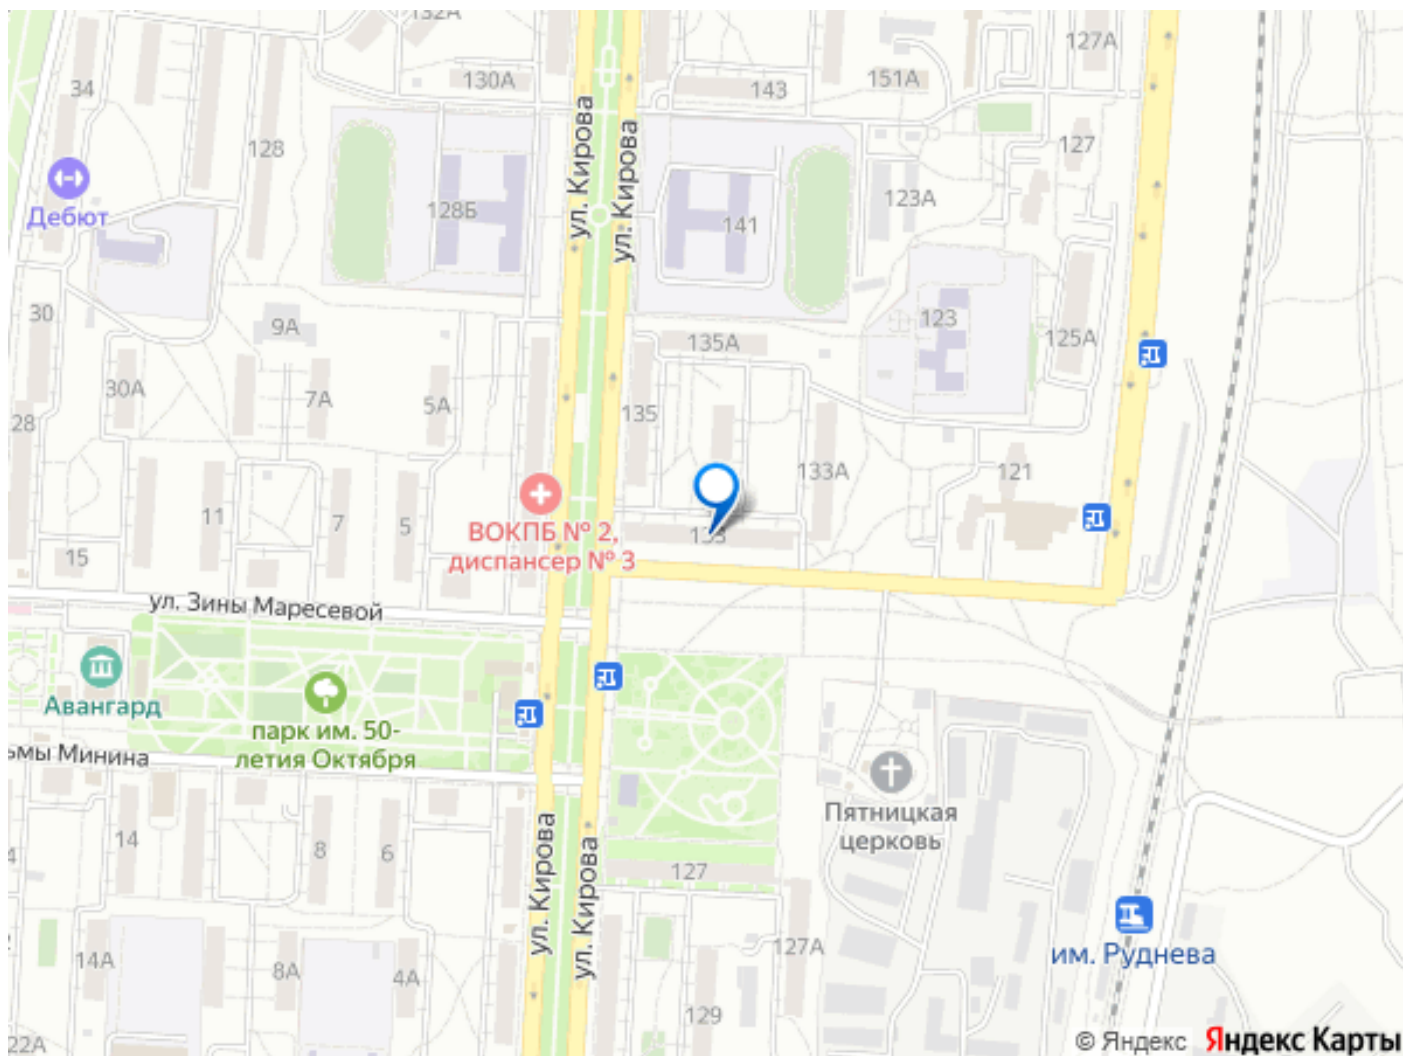 132А
130А
143
151А
127А
34
ул. Кирова
ул. Кирова
128
127
Дебют
128Б
141
123А
30
9А
135А
123
125А
30А
7А
5А
135
28
133А
121
11
7
5
ВОКПБ № 2,
диспансер № 3
15
ул. Зины Маресевой
Авангард
парк им. 50-
летия Октября
ьмы Минина
Пятницкая
церковь
14
8
6
ул. Кирова
ул. Кирова
127
127А
им. Руднева
14А
8А
4А
129
22А
© Яндекс
Яндекс Карты